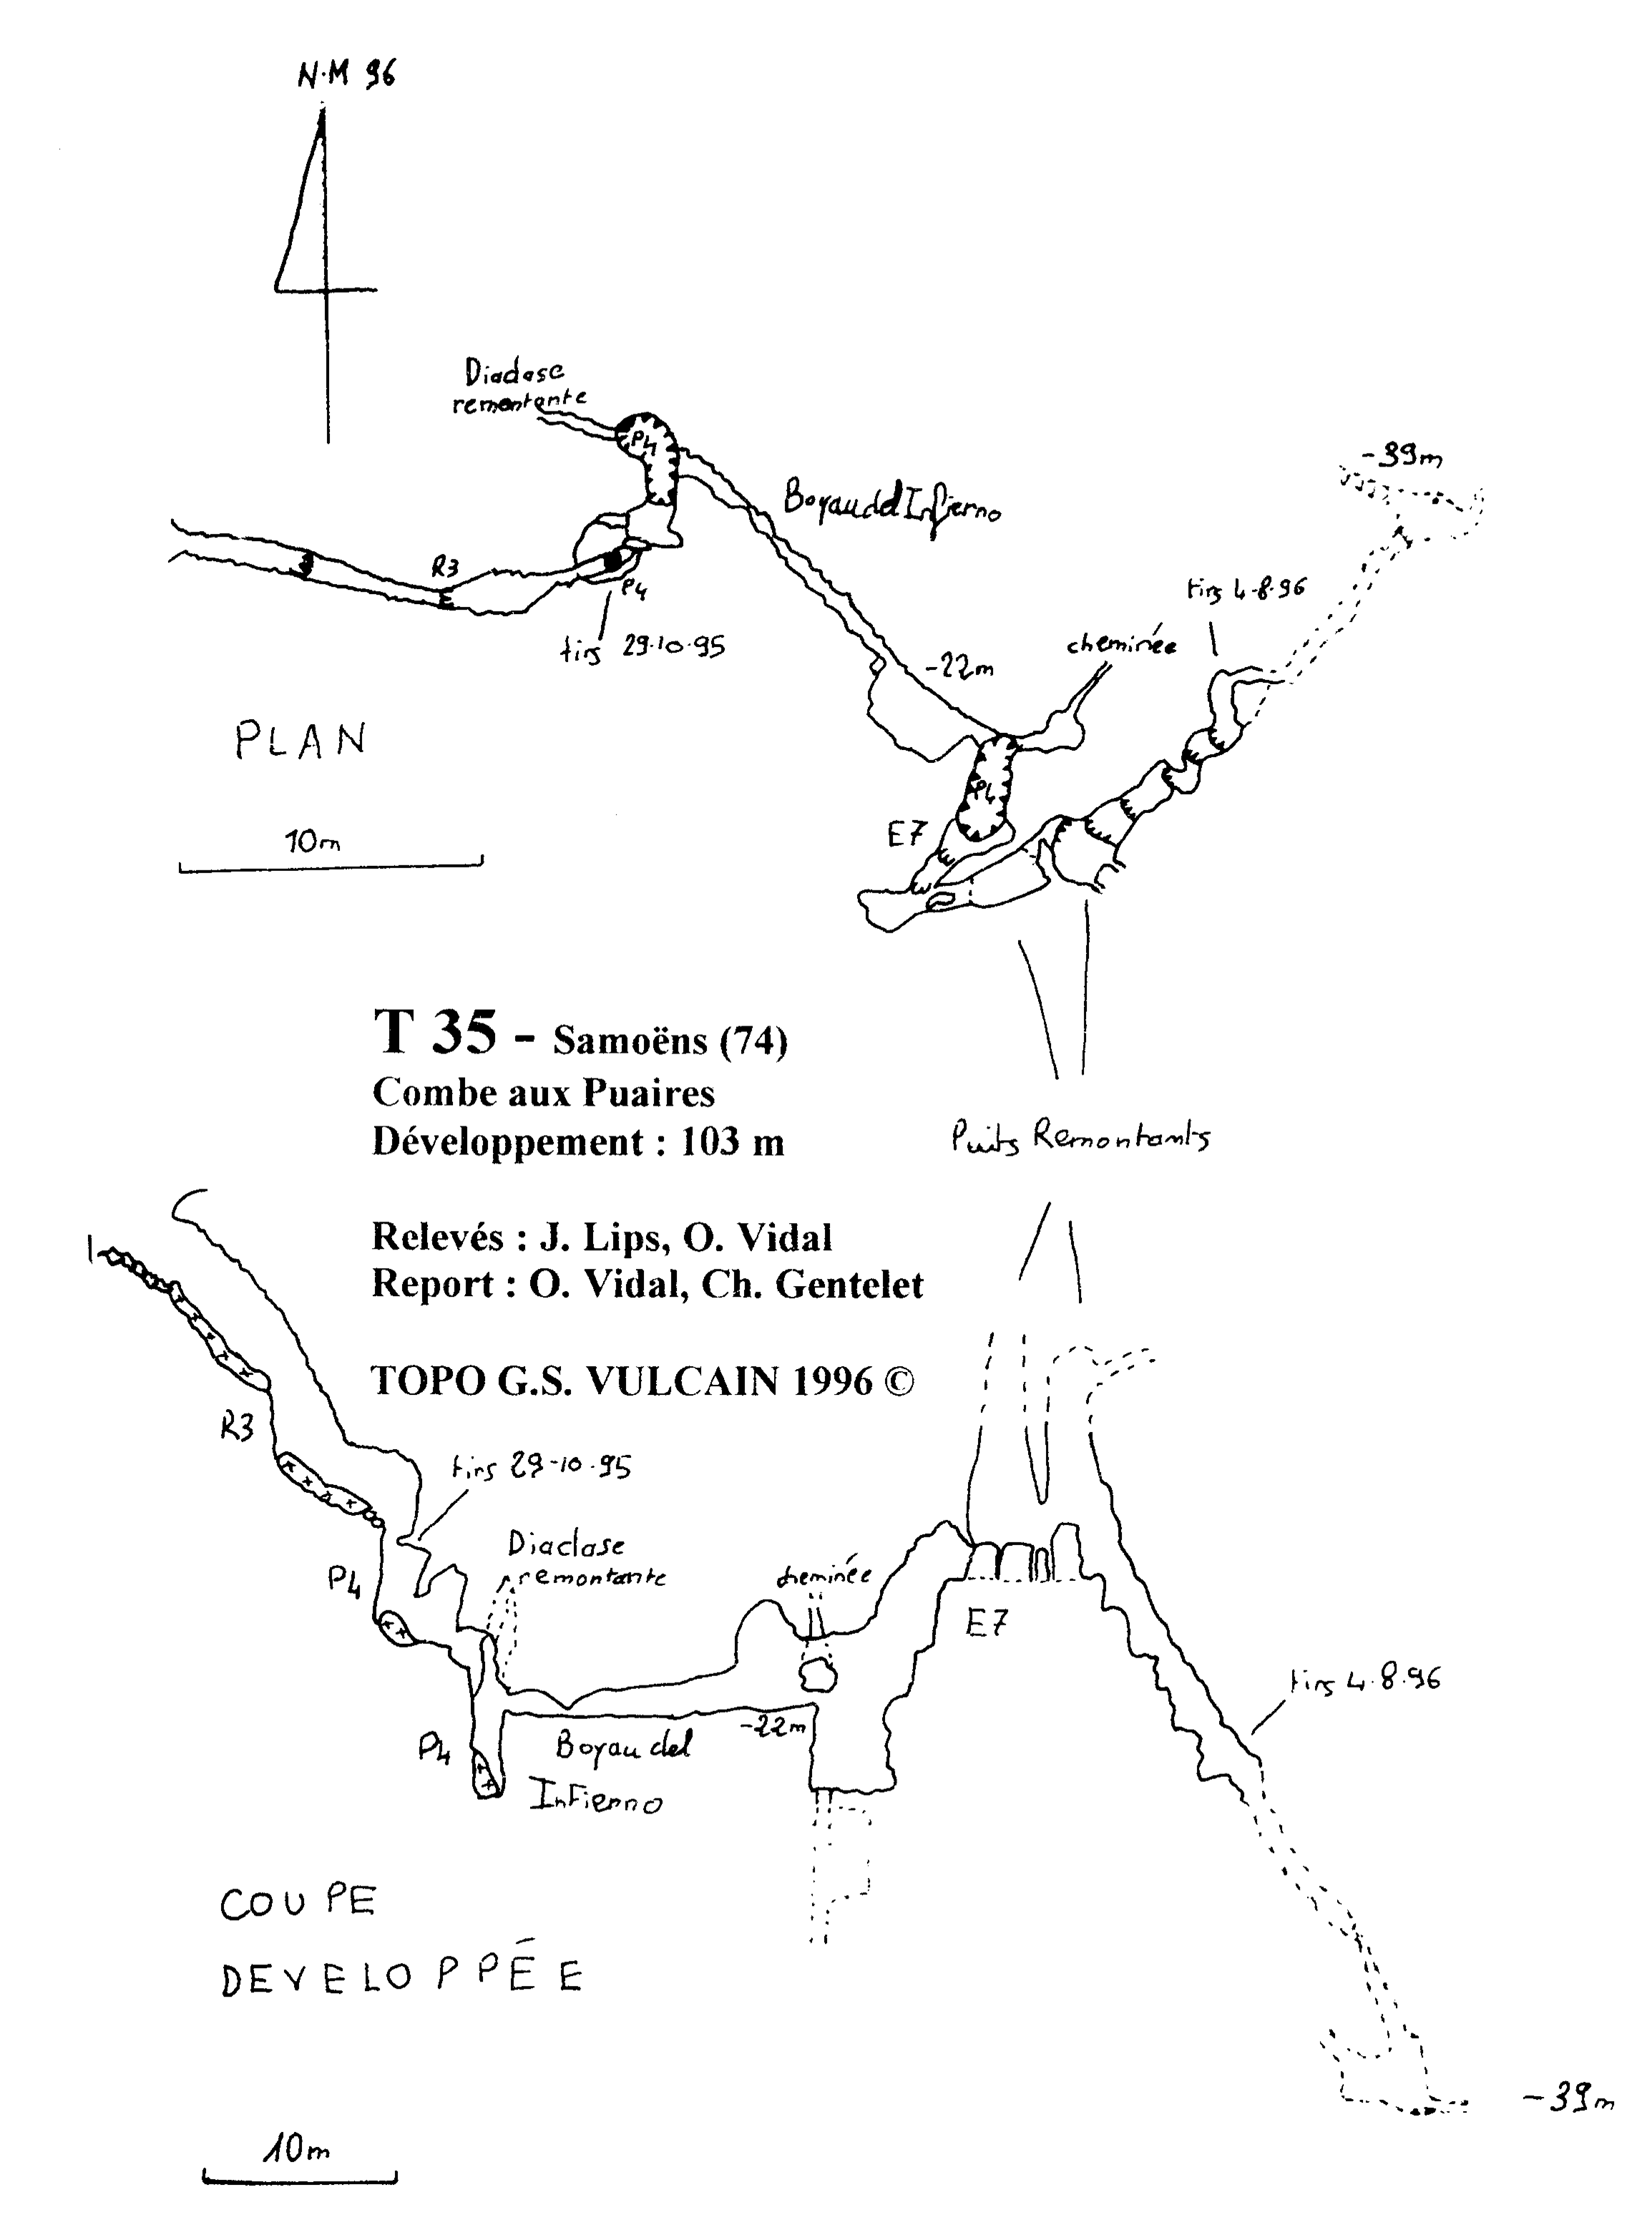 N.M 96
Diaclase
remontante
P4
-39m
Boyau del Infierno
R3
P4
tirs 4-8-96
tirs 29-10-95
cheminée
-22m
PLAN
P4
10m
E7
T 35 - Samoëns (74)
Combe aux Puaires
Développement : 103 m
Puits Remontants
Relevés : J. Lips, O. Vidal
Report : O. Vidal, Ch. Gentelet
TOPO G.S. VULCAIN 1996 ©
R3
tirs 29-10-95
Diaclase
remontante
P4
cheminée
E7
tirs 4.8.96
-22m
P4
Boyau del
Infierno
COUPE
DEVELOPPÉE
-39m
10m